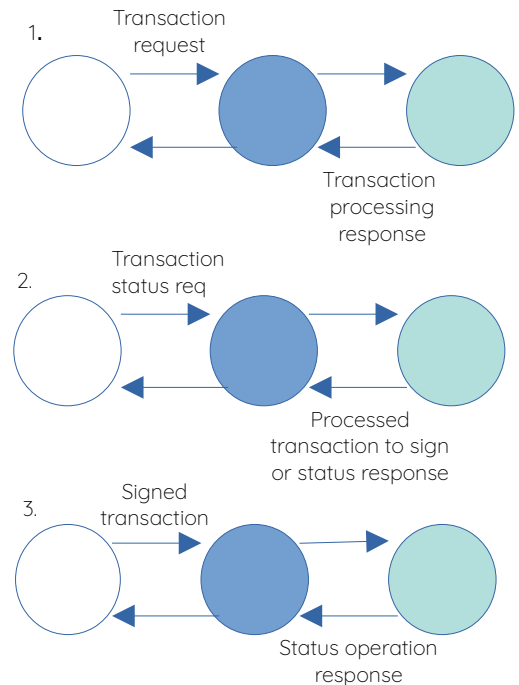 1.
Transaction
request
Transaction
processing
response
2.
Transaction
status req
Processed
transaction to sign
or status response
3.
Signed
transaction
Status operation
response